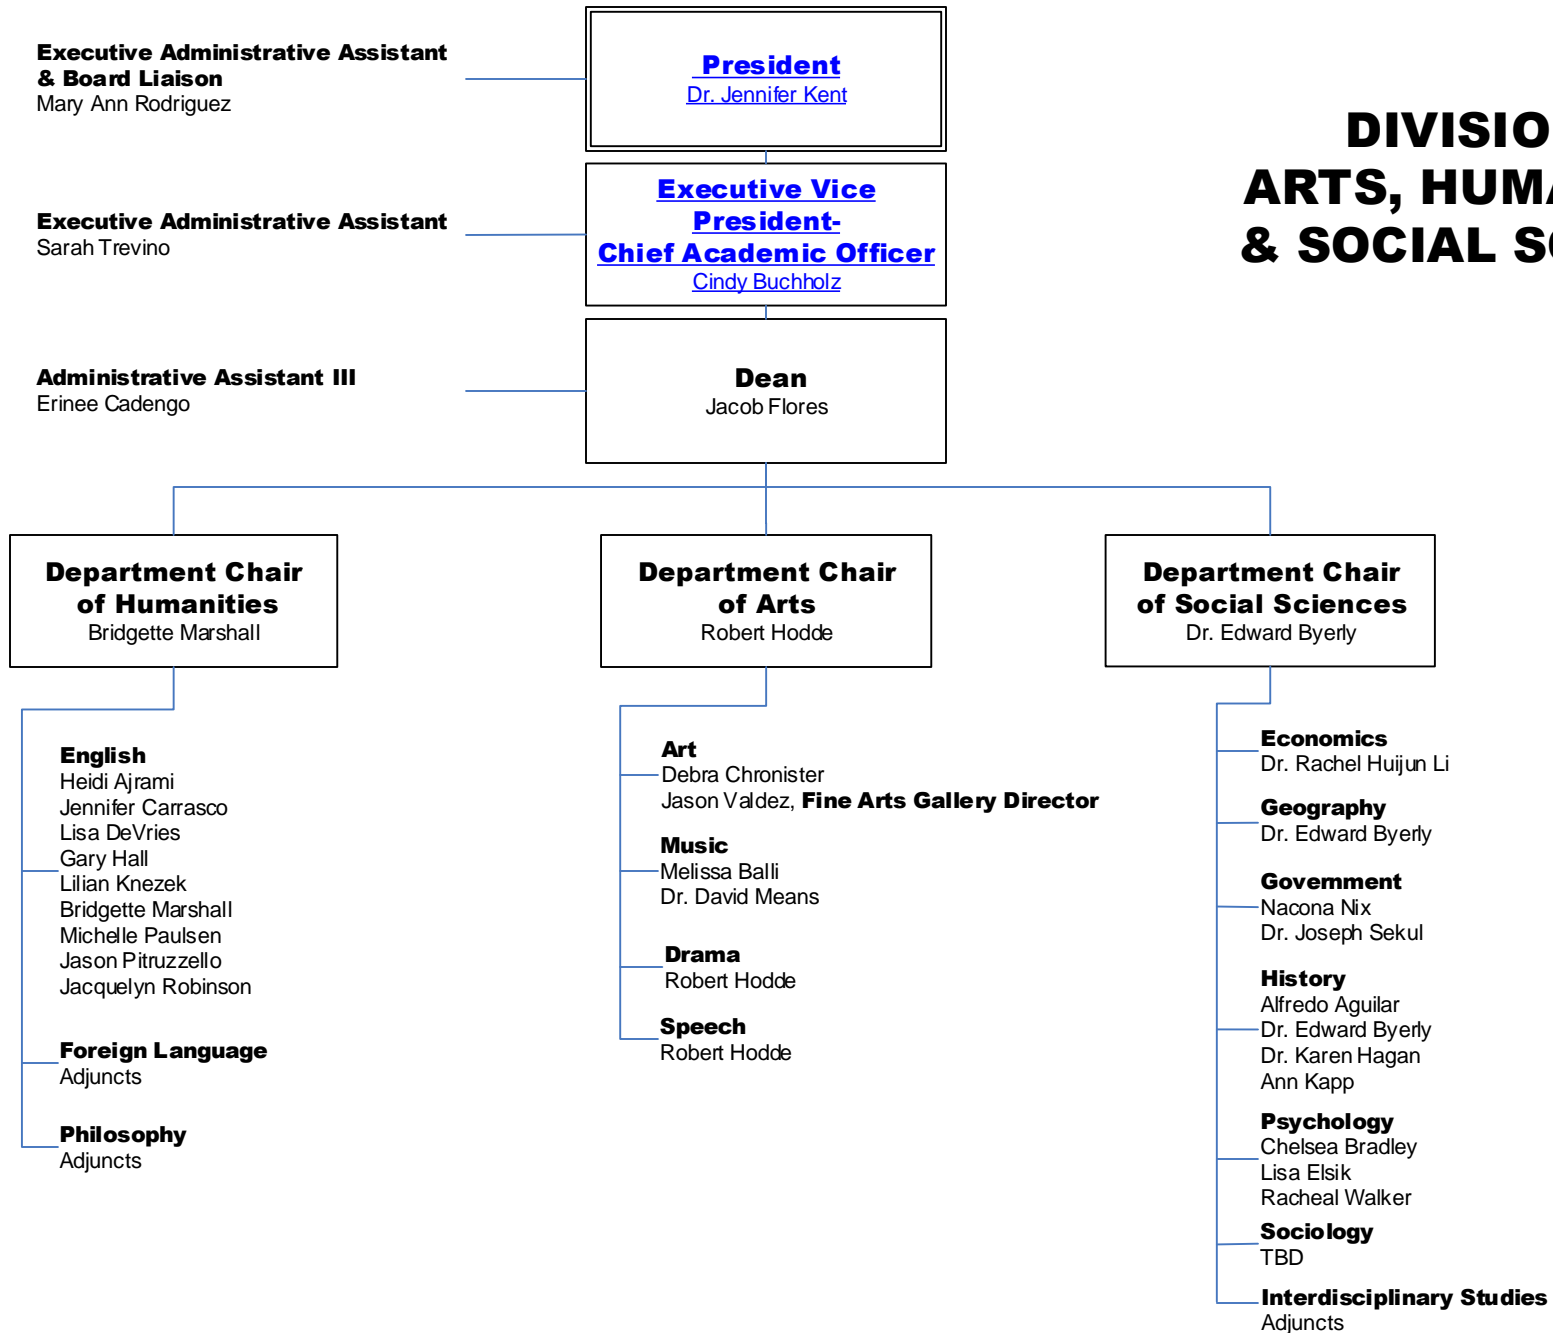 Executive Administrative Assistant
& Board Liaison
Mary Ann Rodriguez
President
Dr. Jennifer Kent
DIVISIO
ARTS, HUMA
& SOCIAL
Executive Administrative Assistant
Sarah Trevino
Executive Vice
President-
Chief Academic Officer
Cindy Buchholz
Administrative Assistant III
Erinee Cadengo
Dean
Jacob Flores
Department Chair
of Humanities
Bridgette Marshall
Department Chair
of Arts
Robert Hodde
Department Chair
of Social Sciences
Dr. Edward Byerly
English
Heidi Ajrami
Jennifer Carrasco
Lisa DeVries
Gary Hall
Lilian Knezek
Bridgette Marshall
Michelle Paulsen
Jason Pitruzzello
Jacquelyn Robinson
Foreign Language
Adjuncts
Philosophy
Adjuncts
Art
Debra Chronister
Jason Valdez, Fine Arts Gallery Director
Music
Melissa Balli
Dr. David Means
Drama
Robert Hodde
Speech
Robert Hodde
Economics
Dr. Rachel Huijun Li
Geography
Dr. Edward Byerly
Government
Nacona Nix
Dr. Joseph Sekul
History
Alfredo Aguilar
Dr. Edward Byerly
Dr. Karen Hagan
Ann Kapp
Psychology
Chelsea Bradley
Lisa Elsik
Racheal Walker
Sociology
TBD
Interdisciplinary Studies
Adjuncts